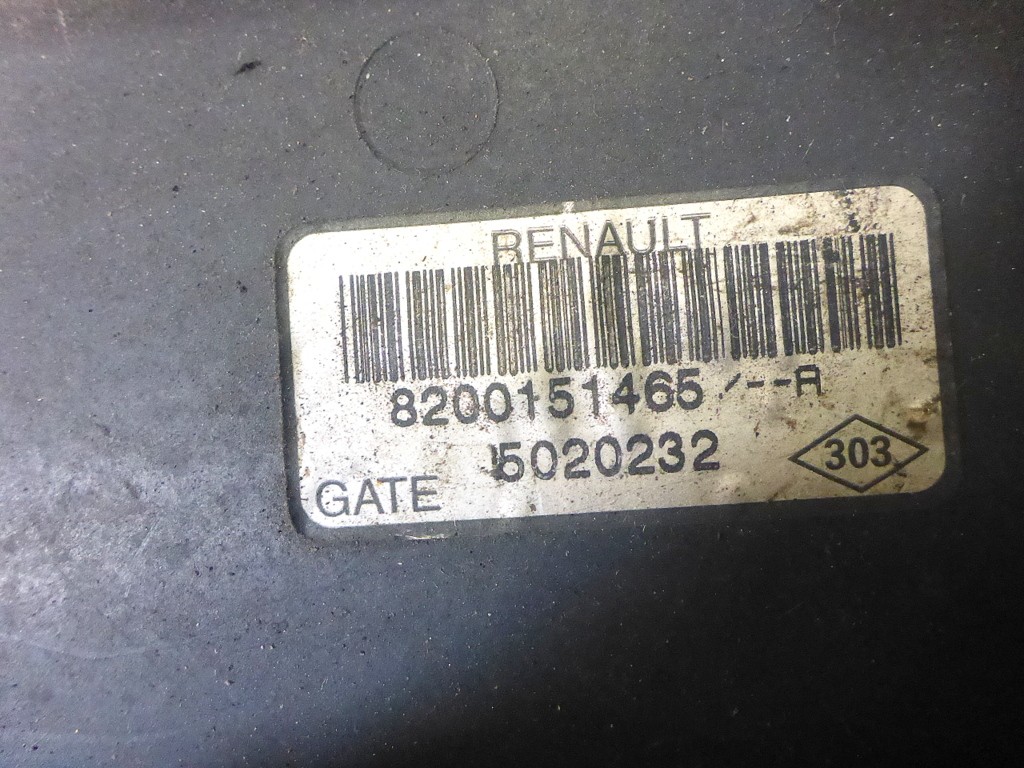 RENAULT
8200151465/--A
5020232
303
GATE